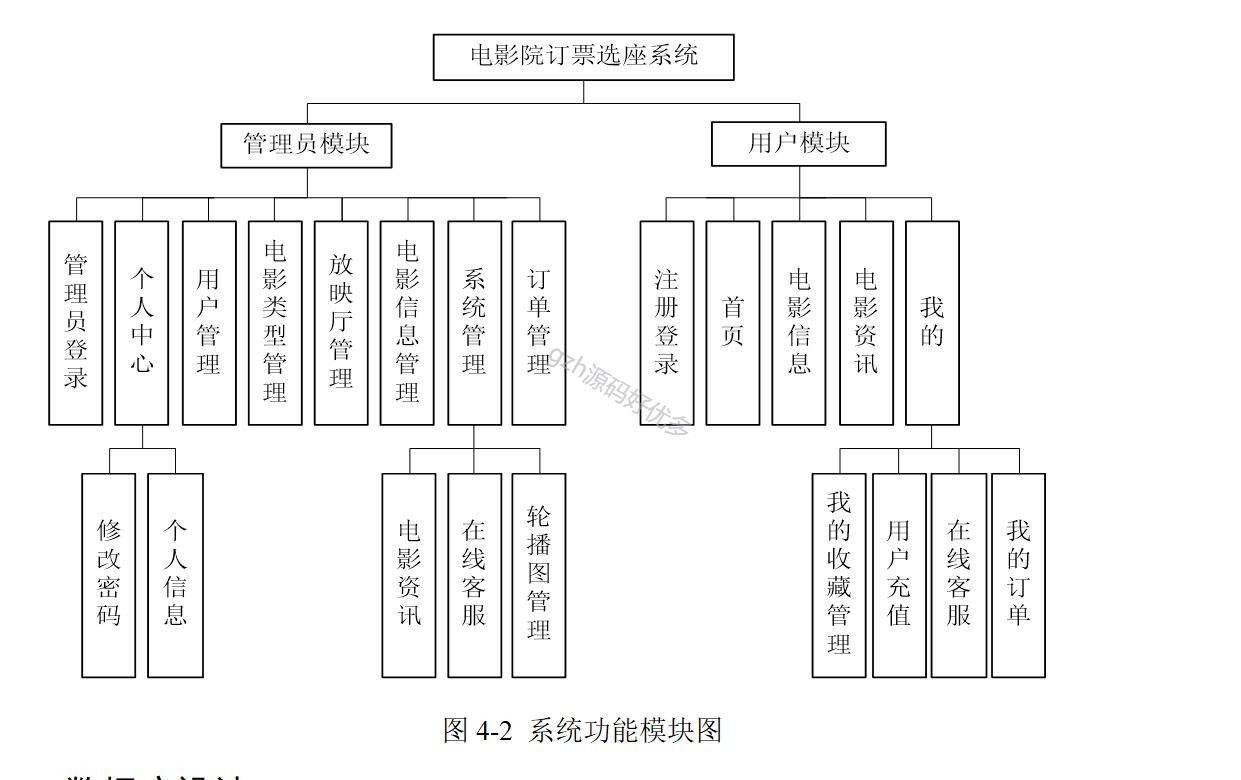 电影院订票选座系统
管理员模块
用户模块
管理员登录
个人中心
用户管理
电影类型管理
放映厅管理
电影信息管理
系统管理
订单管理
注册登录
首页
电影信息
电影资讯
我的
gzh源码好优多
修改密码
个人信息
电影资讯
在线客服
轮播图管理
我的收藏管理
用户充值
在线客服
我的订单
图 4-2 系统功能模块图